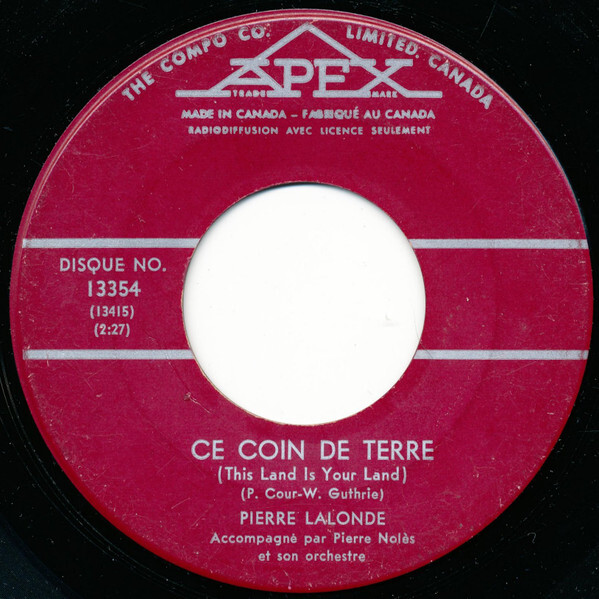 THE COMPO CO. LIMITED. CANADA
APEX
TRADE MARK
MADE IN CANADA – FABRIQUÉ AU CANADA
RADIODIFFUSION AVEC LICENCE SEULEMENT
DISQUE NO.
13354
(13415)
(2:27)
CE COIN DE TERRE
(This Land Is Your Land)
(P. Cour-W. Guthrie)
PIERRE LALONDE
Accompagné par Pierre Nolès
et son orchestre